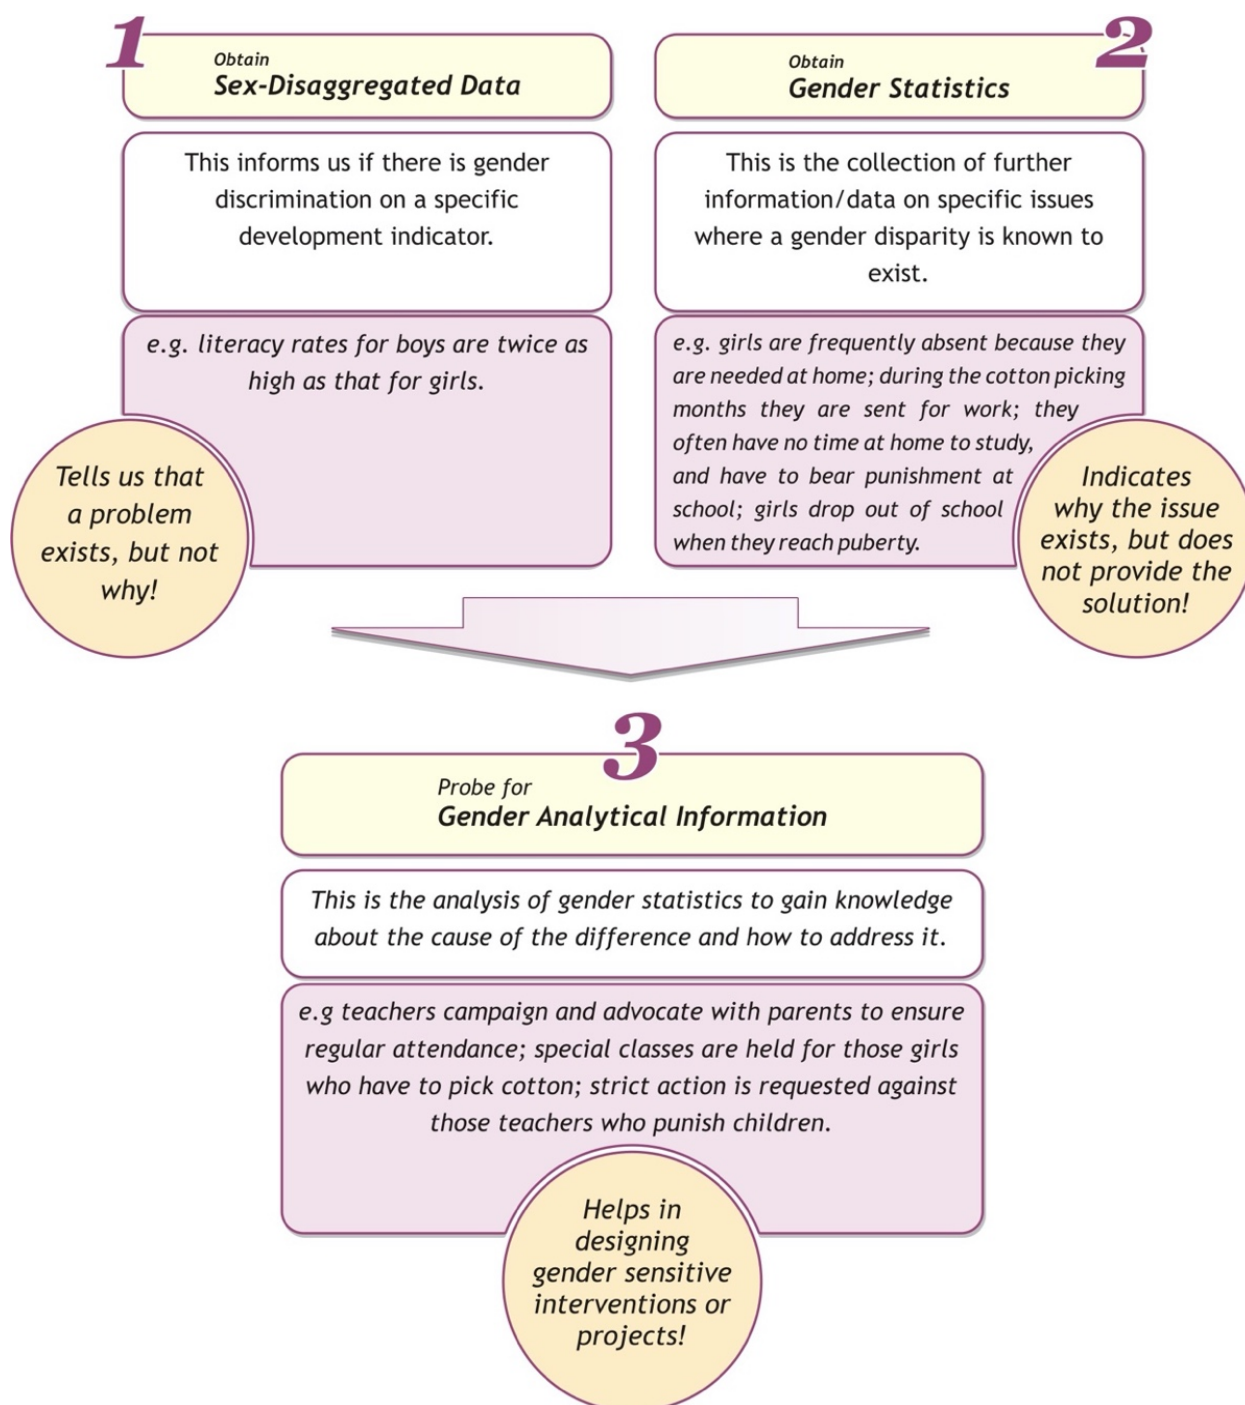 1
Obtain
Sex-Disaggregated Data
This informs us if there is gender
discrimination on a specific
development indicator.
e.g. literacy rates for boys are twice as
high as that for girls.
Tells us that
a problem
exists, but not
why!
2
Obtain
Gender Statistics
This is the collection of further
information/data on specific issues
where a gender disparity is known to
exist.
e.g. girls are frequently absent because they
are needed at home; during the cotton picking
months they are sent for work; they
often have no time at home to study,
and have to bear punishment at
school; girls drop out of school
when they reach puberty.
Indicates
why the issue
exists, but does
not provide the
solution!
3
Probe for
Gender Analytical Information
This is the analysis of gender statistics to gain knowledge
about the cause of the difference and how to address it.
e.g teachers campaign and advocate with parents to ensure
regular attendance; special classes are held for those girls
who have to pick cotton; strict action is requested against
those teachers who punish children.
Helps in
designing
gender sensitive
interventions or
projects!